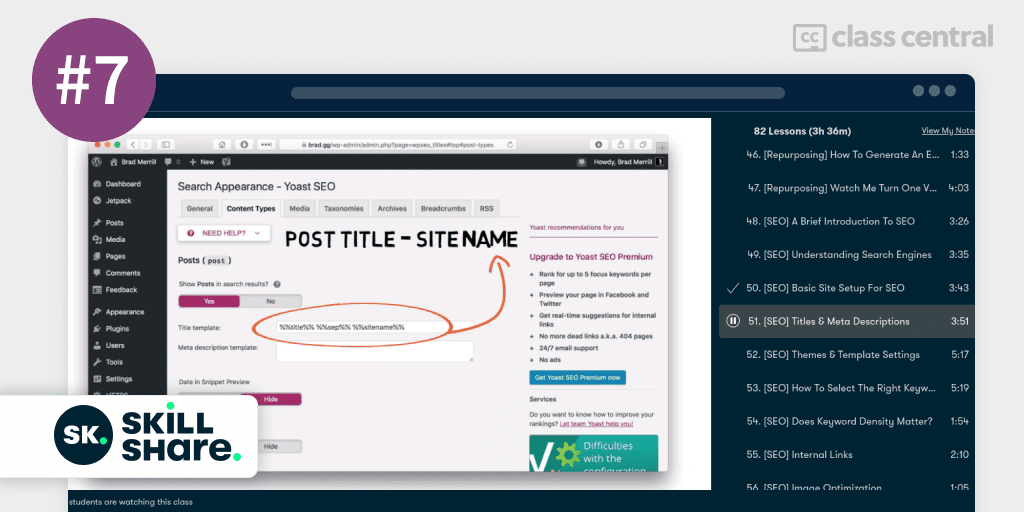 #7
cc class central
brad.gg/wp-admin/admin.php?page=wpseo_titles#top#post-types
Brad Merrill 0 + New
Howdy, Brad Merrill
Dashboard
Jetpack
Posts
Media
Pages
Comments
Feedback
Appearance
Plugins
Users
Tools
Settings
Search Appearance - Yoast SEO
General Content Types Media Taxonomies Archives Breadcrumbs RSS
NEED HELP?
POST TITLE - SITE NAME
Posts (post)
Show Posts in search results?
Yes No
Title template: %%title%% %%sep%% %%sitename%%
Meta description template:
Date in Snippet Preview
Hide
Hide
Yoast recommendations for you
Upgrade to Yoast SEO Premium
+ Rank for up to 5 focus keywords per
page
+ Preview your page in Facebook and
Twitter
+ Get real-time suggestions for internal
links
+ No more dead links a.k.a. 404 pages
+ 24/7 email support
+ No ads
Get Yoast SEO Premium now
Services
Do you want to know how to improve your
rankings? Let team Yoast help you!
Difficulties
with the
configuration
SK.
SKILL
share.
students are watching this class
82 Lessons (3h 36m) View My Notes
46. [Repurposing] How To Generate An E... 1:33
47. [Repurposing] Watch Me Turn One V... 4:03
48. [SEO] A Brief Introduction To SEO 3:26
49. [SEO] Understanding Search Engines 3:35
50. [SEO] Basic Site Setup For SEO 3:43
51. [SEO] Titles & Meta Descriptions 3:51
52. [SEO] Themes & Template Settings 5:17
53. [SEO] How To Select The Right Keyw... 5:19
54. [SEO] Does Keyword Density Matter? 1:54
55. [SEO] Internal Links 2:10
56. [SEO] Image Optimization 1:05